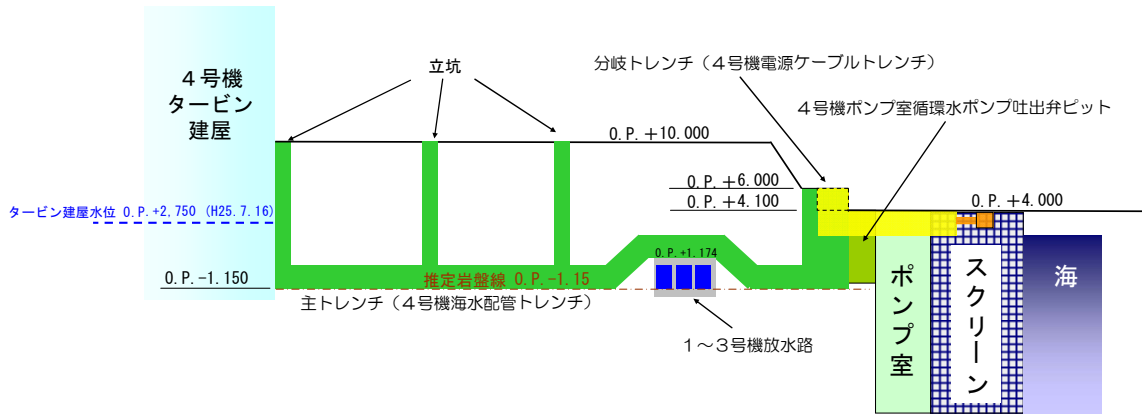 4号機
タービン
建屋
立坑
分岐トレンチ（4号機電源ケーブルトレンチ）
4号機ポンプ室循環水ポンプ吐出弁ピット
O.P.+10.000
O.P.+6.000
O.P.+4.100
O.P.+4.000
タービン建屋水位 O.P.+2,750 (H25.7.16)
O.P.+1.174
O.P.-1.150
推定岩盤線 O.P.-1.15
主トレンチ（4号機海水配管トレンチ）
1～3号機放水路
ポンプ室
スクリーン
海